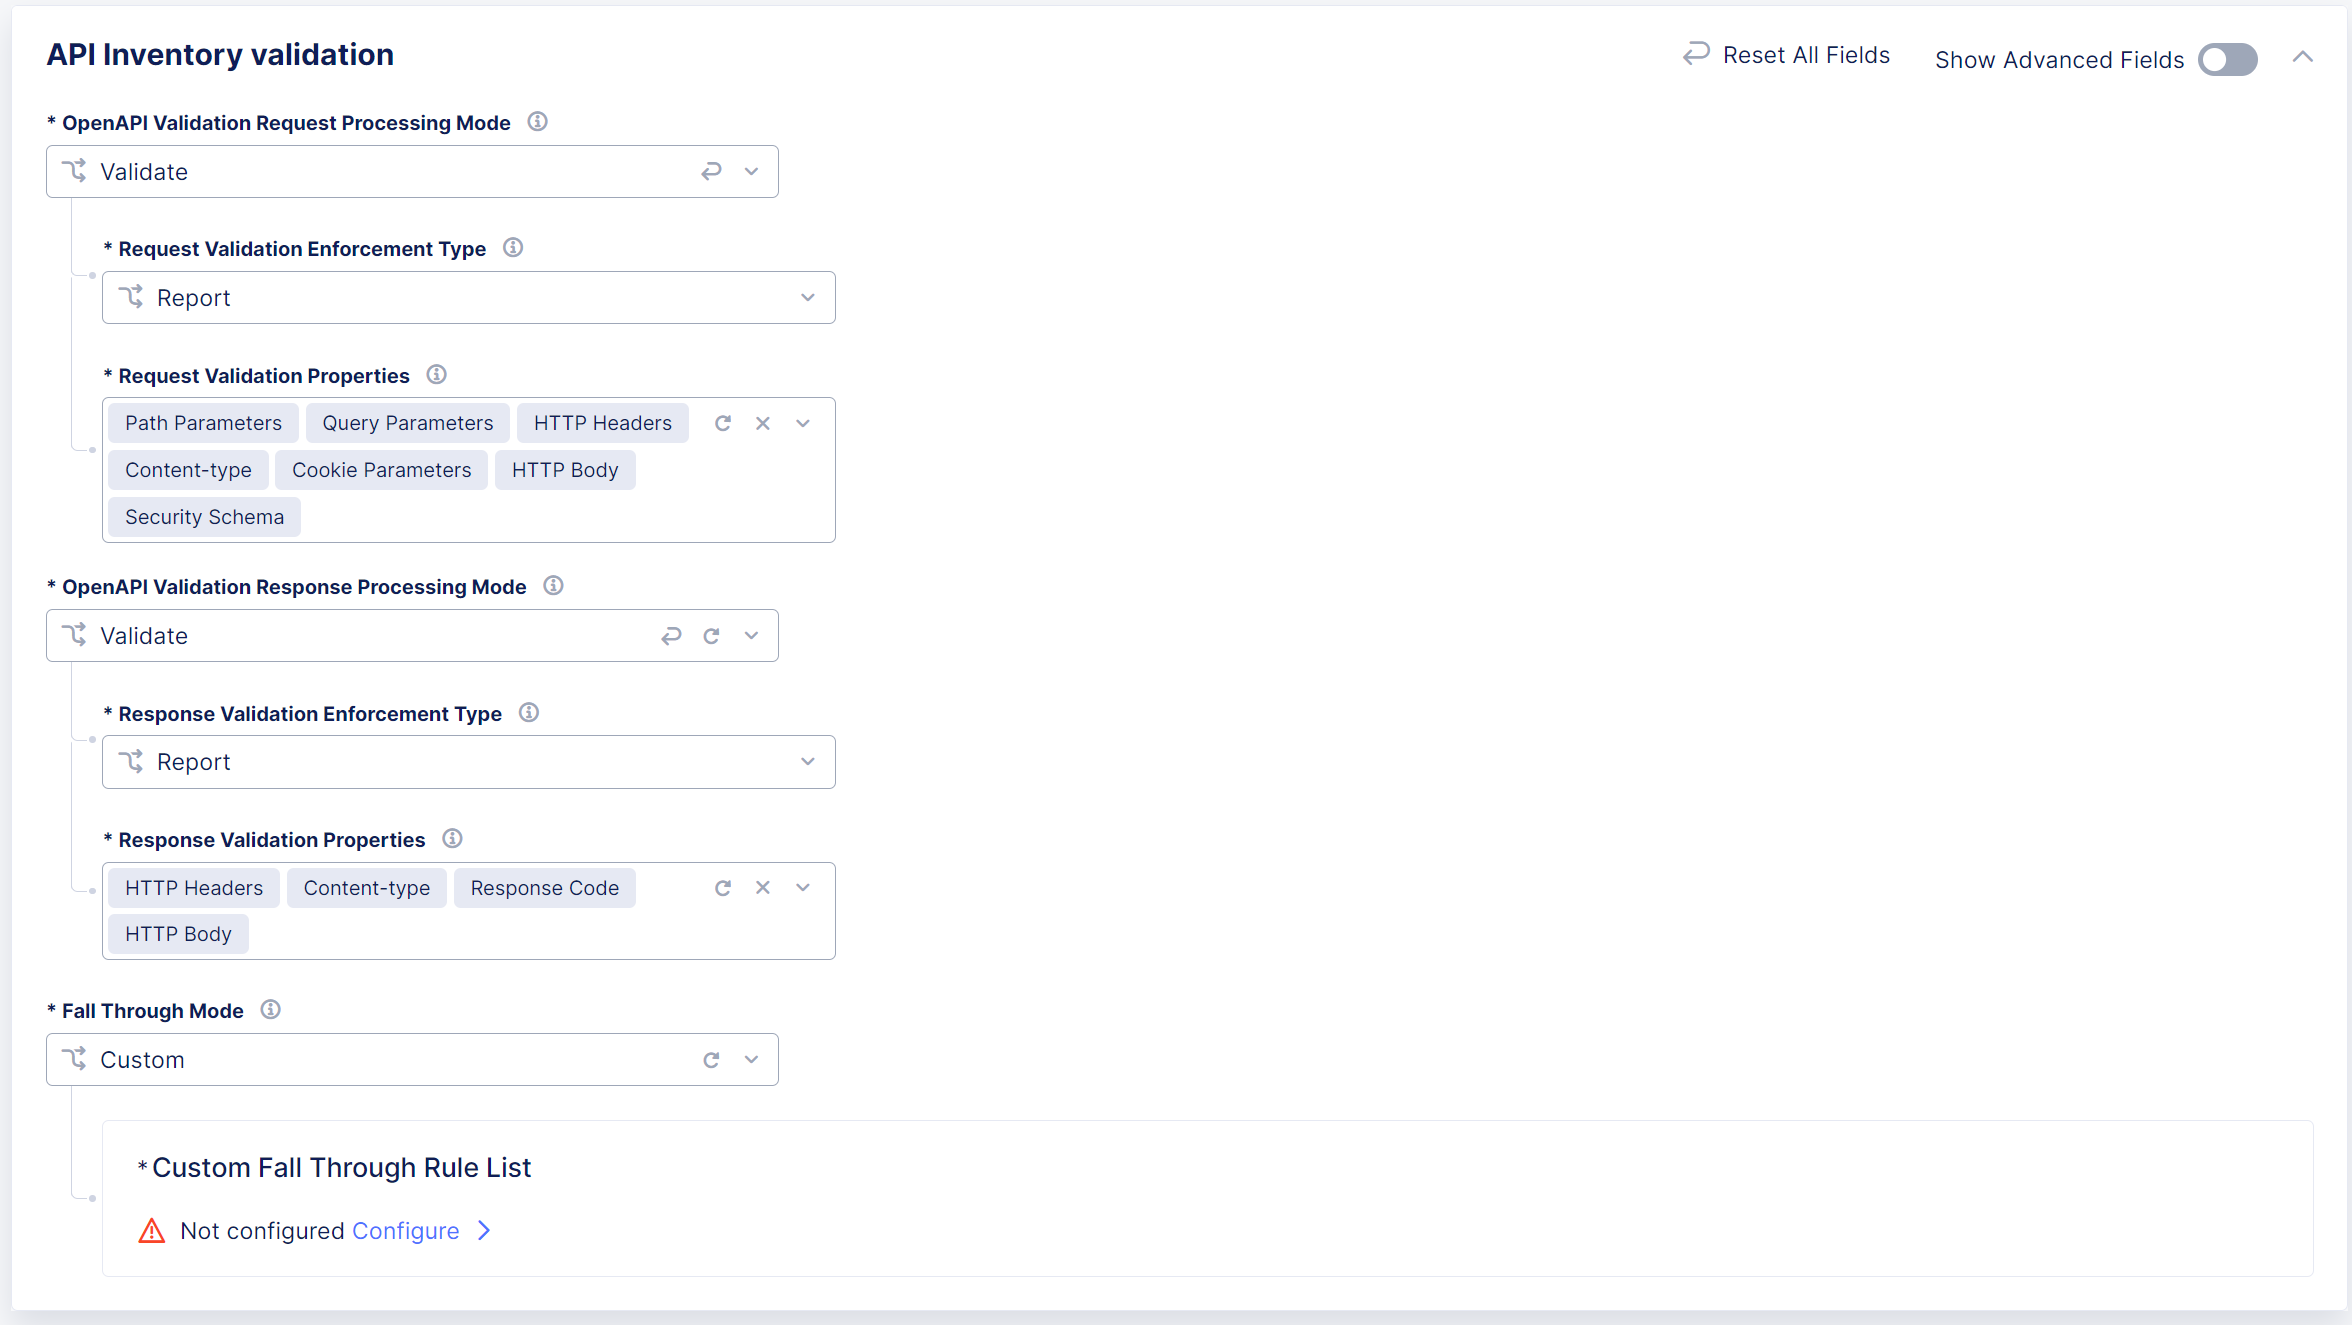 API Inventory validation
Reset All Fields
Show Advanced Fields
* OpenAPI Validation Request Processing Mode
Validate
* Request Validation Enforcement Type
Report
* Request Validation Properties
Path Parameters Query Parameters HTTP Headers
Content-type Cookie Parameters HTTP Body
Security Schema
* OpenAPI Validation Response Processing Mode
Validate
* Response Validation Enforcement Type
Report
* Response Validation Properties
HTTP Headers Content-type Response Code
HTTP Body
* Fall Through Mode
Custom
* Custom Fall Through Rule List
Not configured Configure